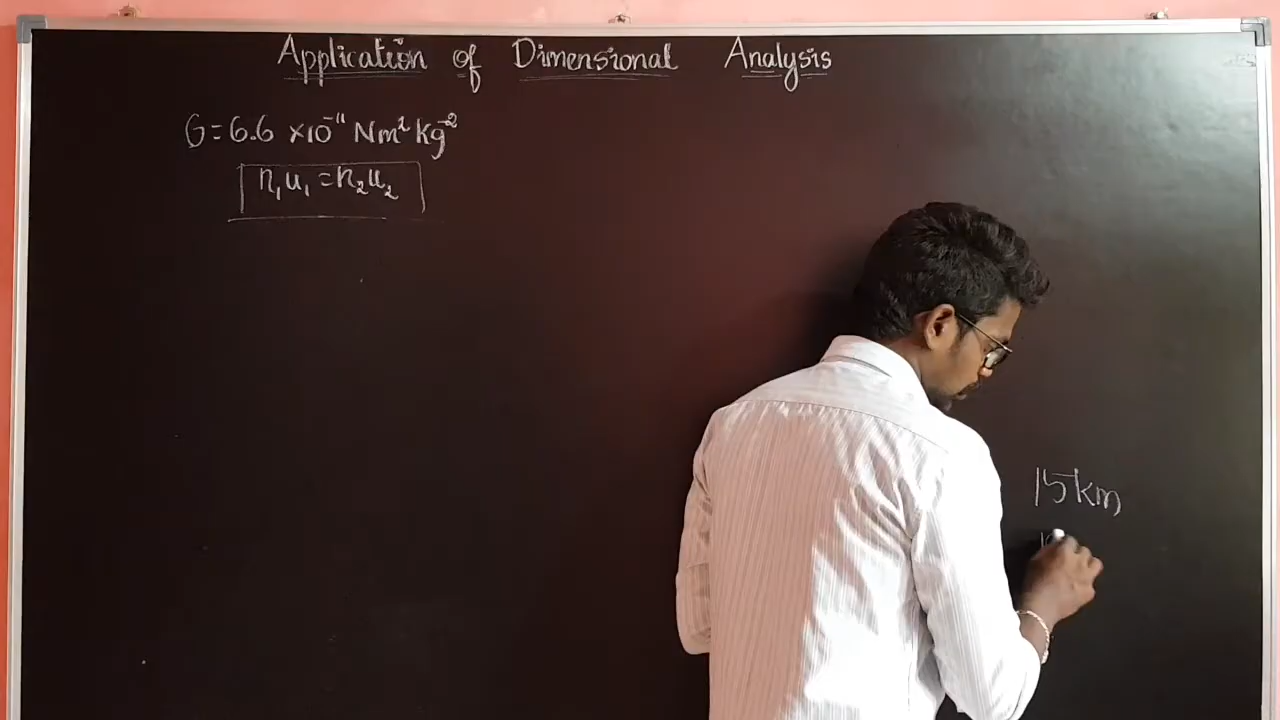 Application of Dimensional Analysis
G = 6.6 × 10⁻¹¹ Nm² Kg⁻²
n₁u₁ = n₂u₂
15 km